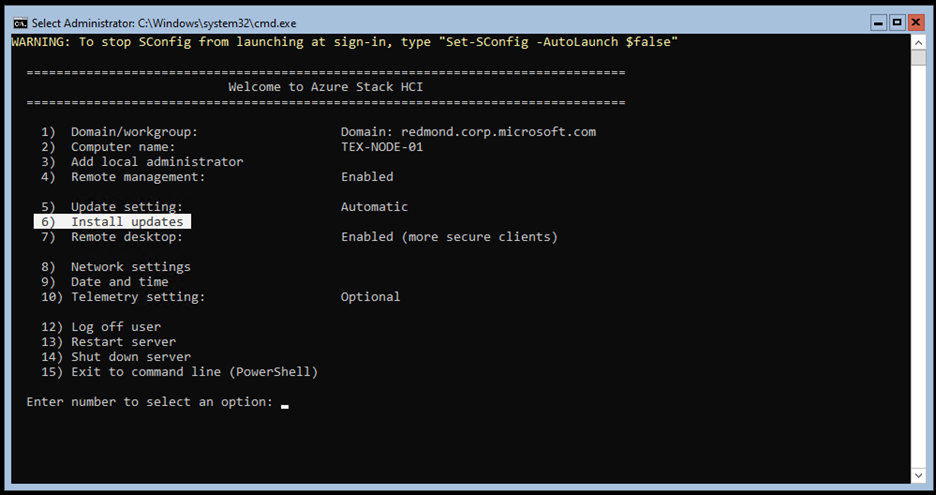 Select Administrator: C:\Windows\system32\cmd.exe
WARNING: To stop SConfig from launching at sign-in, type "Set-SConfig -AutoLaunch $false"
================================================================================
Welcome to Azure Stack HCI
================================================================================
1) Domain/workgroup: Domain: redmond.corp.microsoft.com
2) Computer name: TEX-NODE-01
3) Add local administrator
4) Remote management: Enabled
5) Update setting: Automatic
6) Install updates
7) Remote desktop: Enabled (more secure clients)
8) Network settings
9) Date and time
10) Telemetry setting: Optional
12) Log off user
13) Restart server
14) Shut down server
15) Exit to command line (PowerShell)
Enter number to select an option: